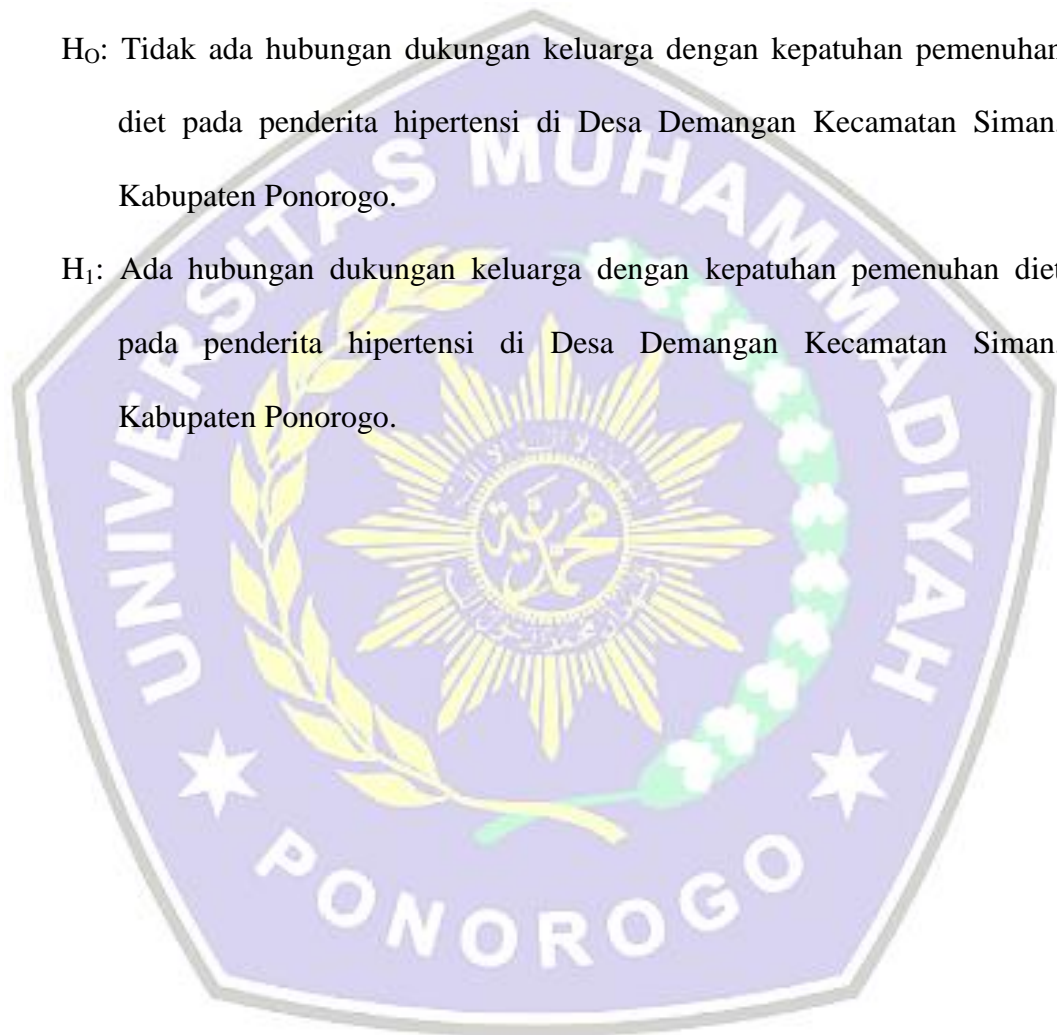 H₀: Tidak ada hubungan dukungan keluarga dengan kepatuhan pemenuhan
diet pada penderita hipertensi di Desa Demangan Kecamatan Siman,
Kabupaten Ponorogo.
H₁: Ada hubungan dukungan keluarga dengan kepatuhan pemenuhan diet
pada penderita hipertensi di Desa Demangan Kecamatan Siman,
Kabupaten Ponorogo.
UNIVERSITAS MUHAMMADIYAH
محمدية
PONOROGO